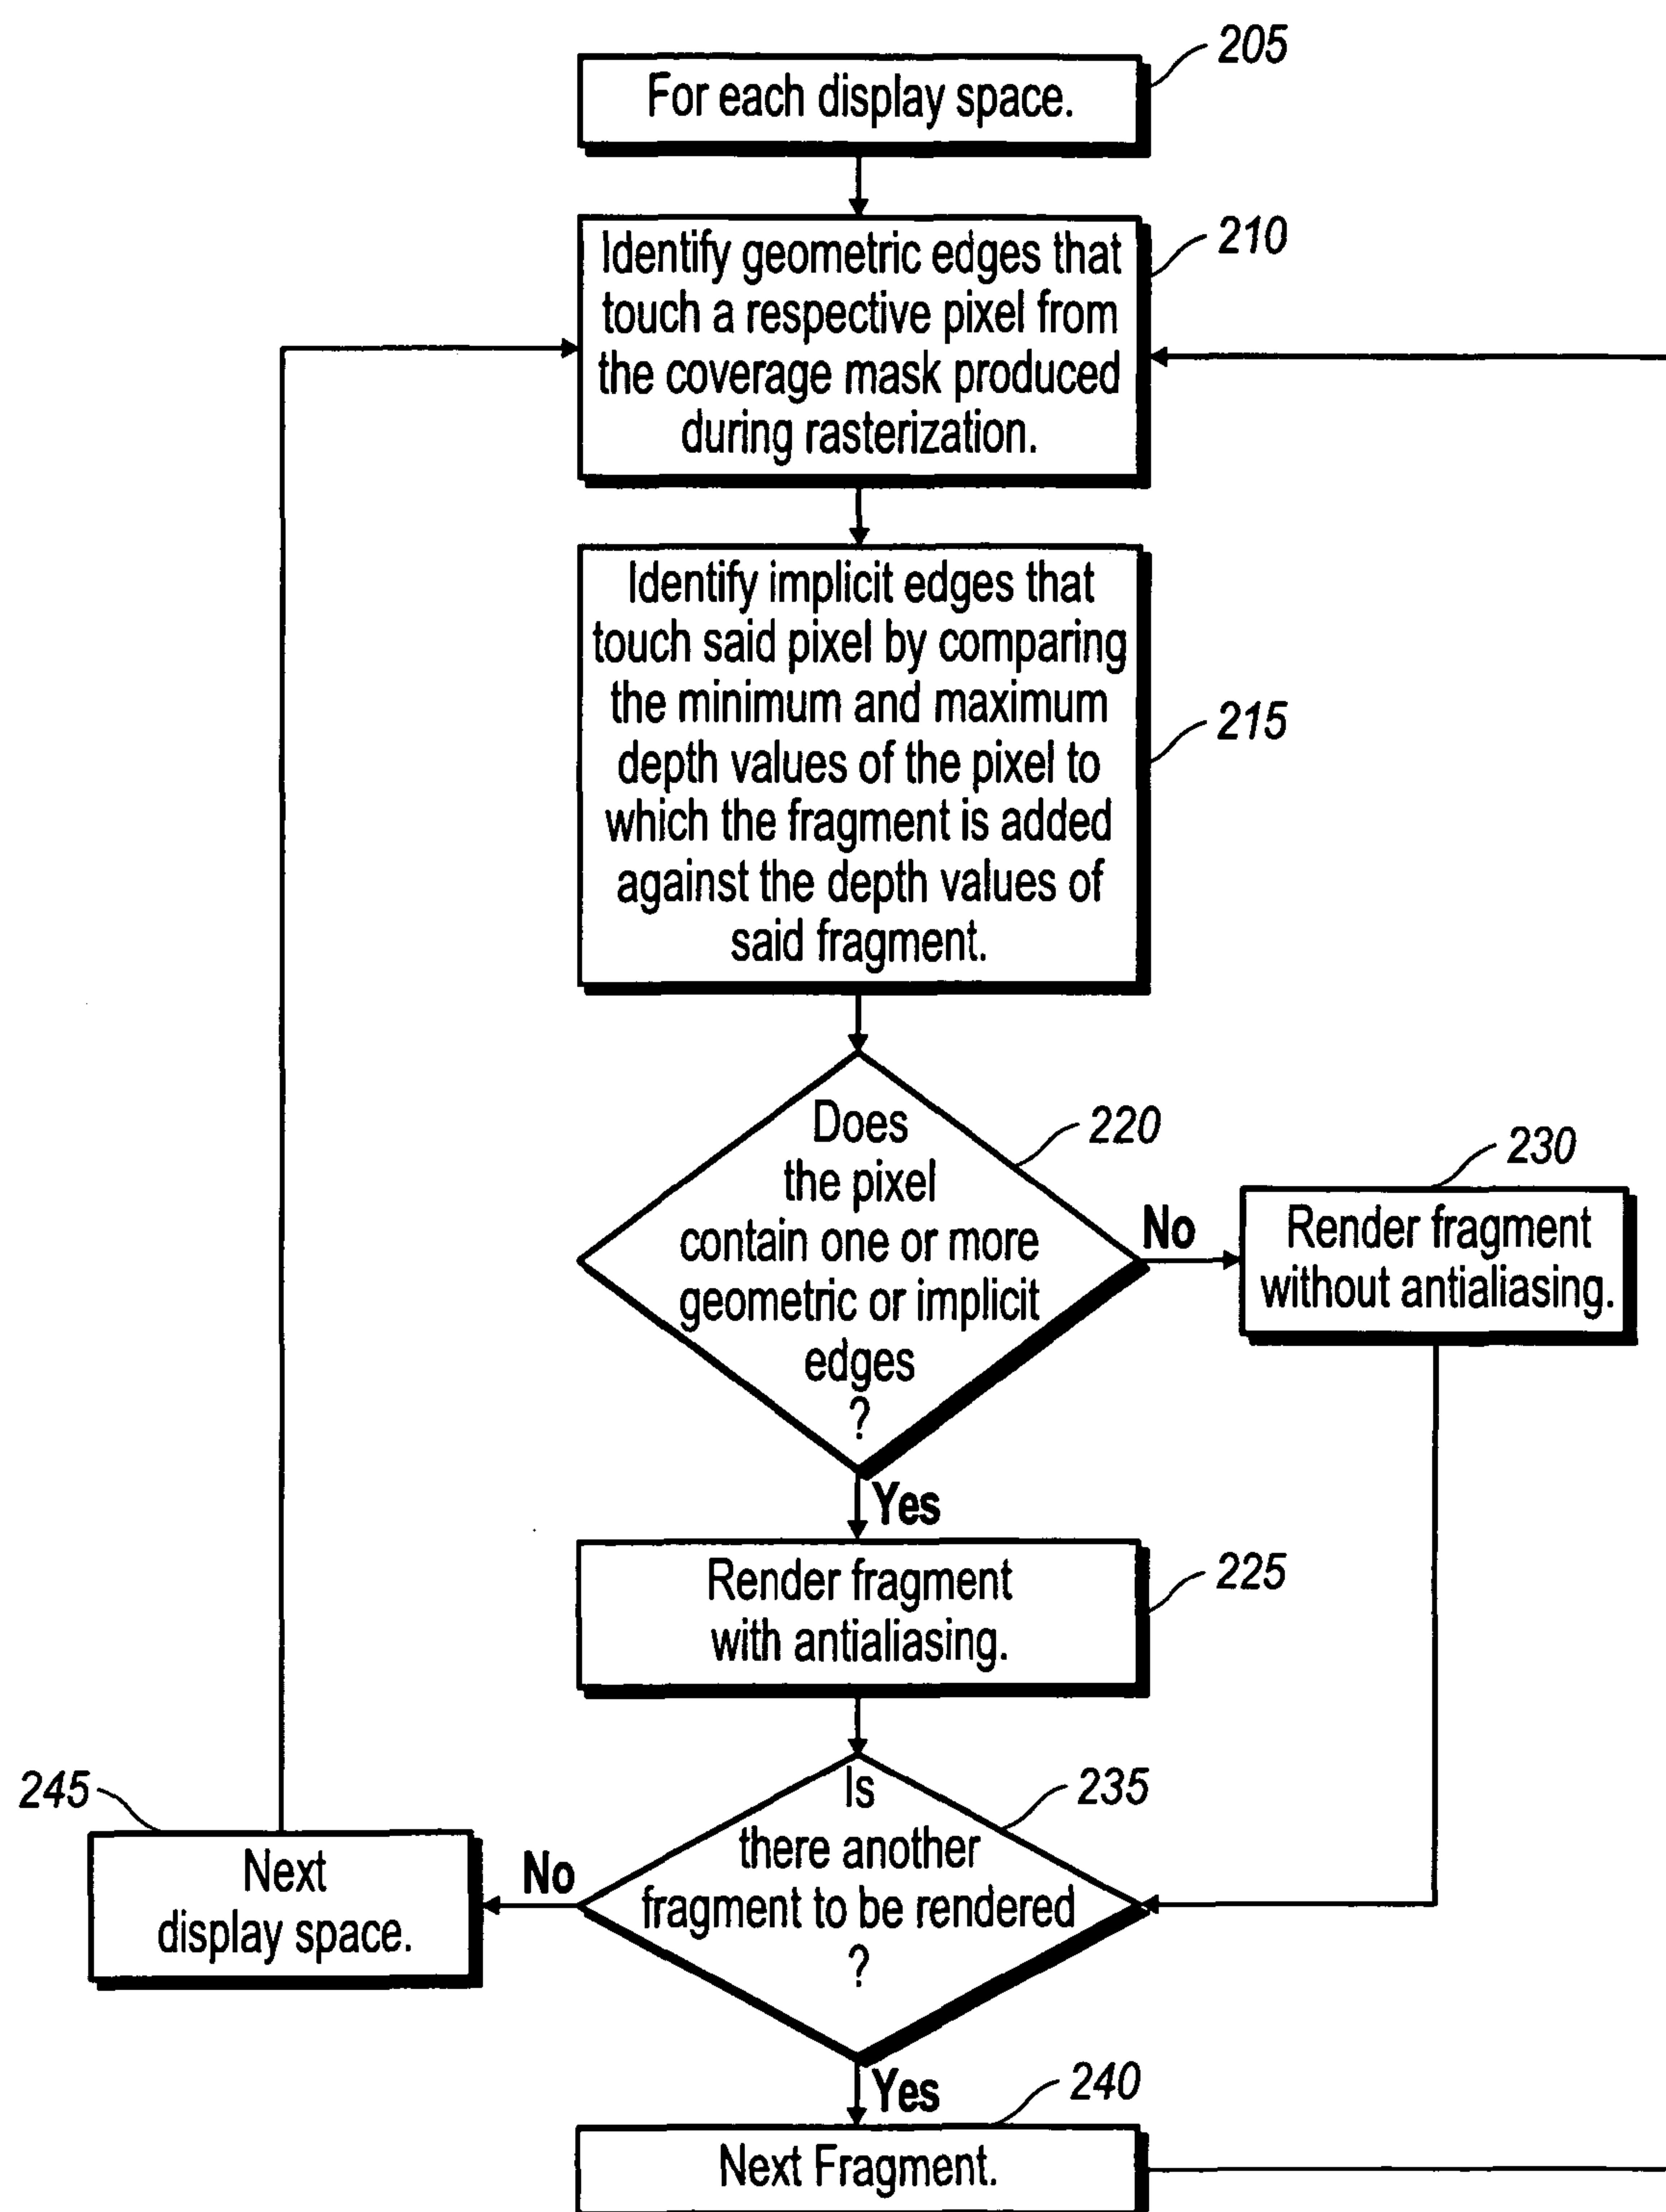 205
For each display space.
210
Identify geometric edges that
touch a respective pixel from
the coverage mask produced
during rasterization.
Identify implicit edges that
touch said pixel by comparing
the minimum and maximum
depth values of the pixel to
which the fragment is added
against the depth values of
said fragment.
215
Does
the pixel
contain one or more
geometric or implicit
edges
?
220
No
230
Render fragment
without antialiasing.
Yes
Render fragment
with antialiasing.
225
Is
there another
fragment to be rendered
?
235
245
No
Next
display space.
Yes
240
Next Fragment.